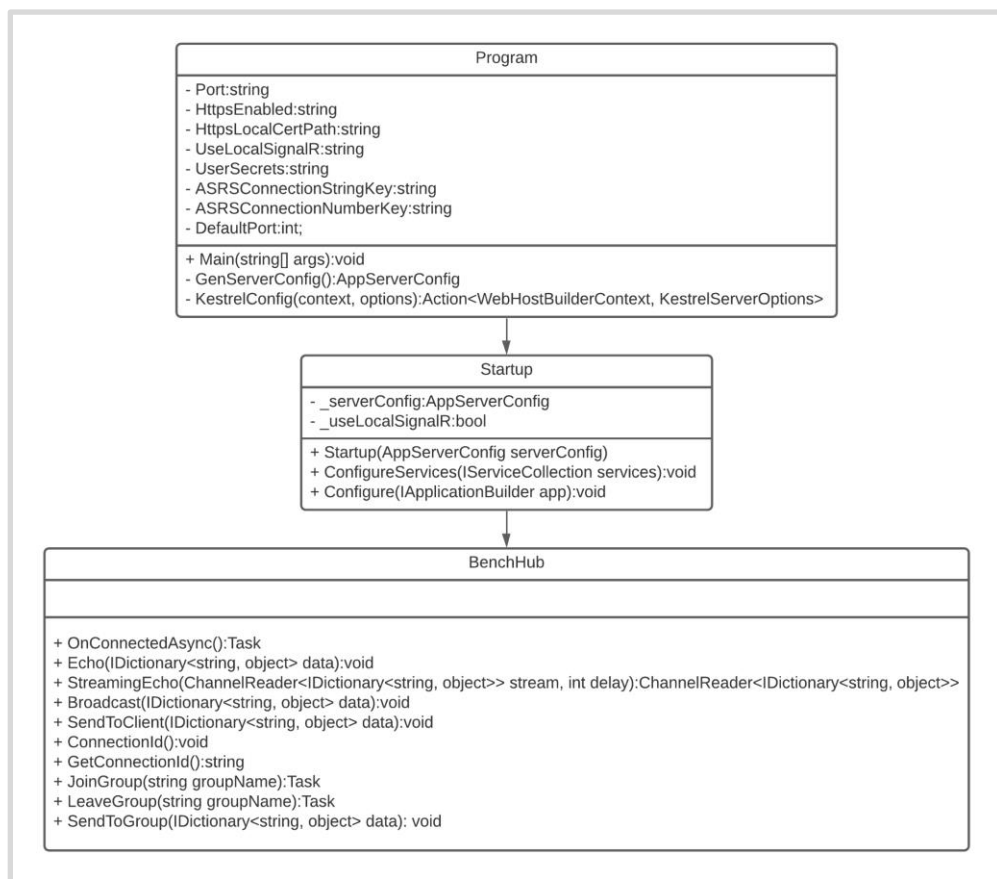 Program
- Port:string
- HttpsEnabled:string
- HttpsLocalCertPath:string
- UseLocalSignalR:string
- UserSecrets:string
- ASRSConnectionStringKey:string
- ASRSConnectionNumberKey:string
- DefaultPort:int;
+ Main(string[] args):void
- GenServerConfig():AppServerConfig
- KestrelConfig(context, options):Action<WebHostBuilderContext, KestrelServerOptions>
Startup
- _serverConfig:AppServerConfig
- _useLocalSignalR:bool
+ Startup(AppServerConfig serverConfig)
+ ConfigureServices(IServiceCollection services):void
+ Configure(IApplicationBuilder app):void
BenchHub
+ OnConnectedAsync():Task
+ Echo(IDictionary<string, object> data):void
+ StreamingEcho(ChannelReader<IDictionary<string, object>> stream, int delay):ChannelReader<IDictionary<string, object>>
+ Broadcast(IDictionary<string, object> data):void
+ SendToClient(IDictionary<string, object> data):void
+ ConnectionId():void
+ GetConnectionId():string
+ JoinGroup(string groupName):Task
+ LeaveGroup(string groupName):Task
+ SendToGroup(IDictionary<string, object> data): void